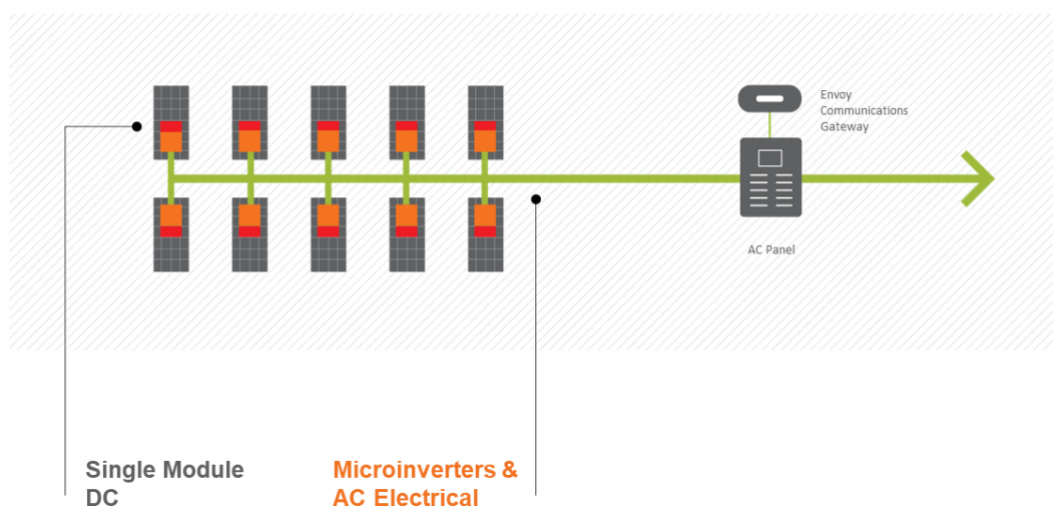 Envoy
Communications
Gateway
AC Panel
Single Module
DC
Microinverters &
AC Electrical